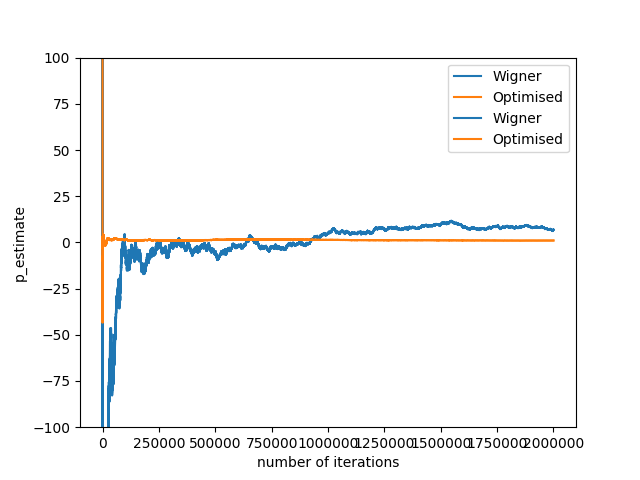 100
75
50
25
0
−25
−50
−75
−100
p_estimate
Wigner
Optimised
Wigner
Optimised
0 250000 500000 750000 1000000 1250000 1500000 1750000 2000000
number of iterations